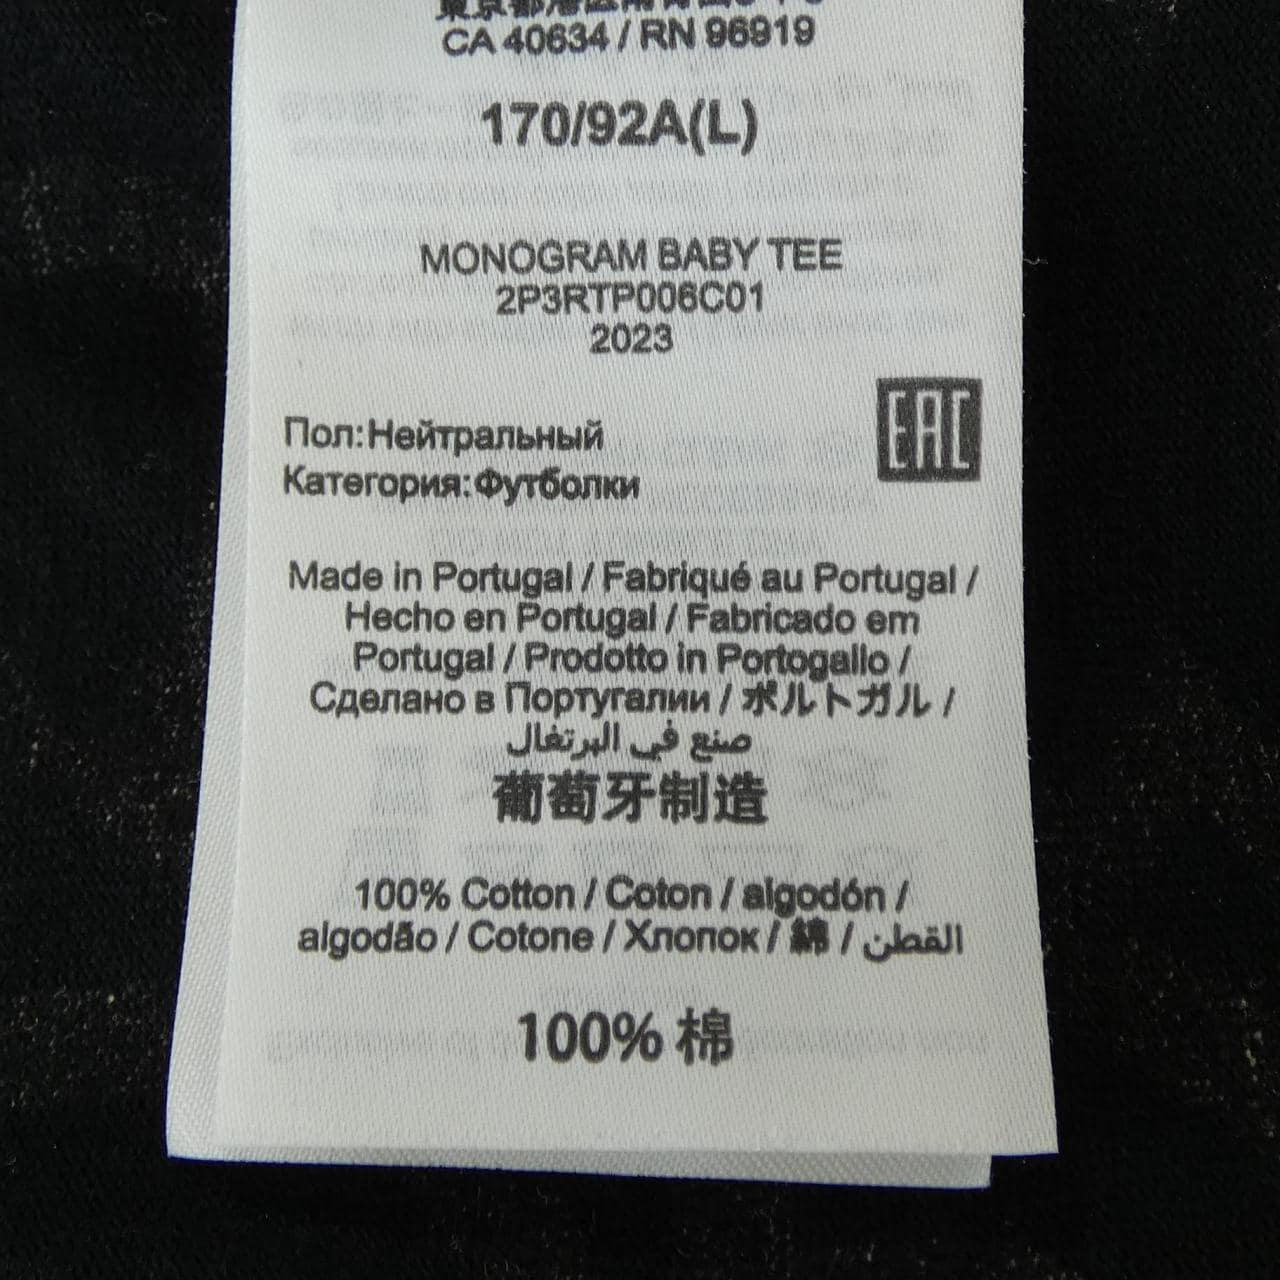 CA 40634 / RN 96919
170/92A(L)
MONOGRAM BABY TEE
2P3RTP006C01
2023
EAC
Пол:Нейтральный
Категория:Футболки
Made in Portugal / Fabriqué au Portugal /
Hecho en Portugal / Fabricado em
Portugal / Prodotto in Portogallo /
Сделано в Португалии / ポルトガル /
صنع في البرتغال
葡萄牙制造
100% Cotton / Coton / algodón /
algodão / Cotone / Хлопок / 綿 / القطن
100% 棉